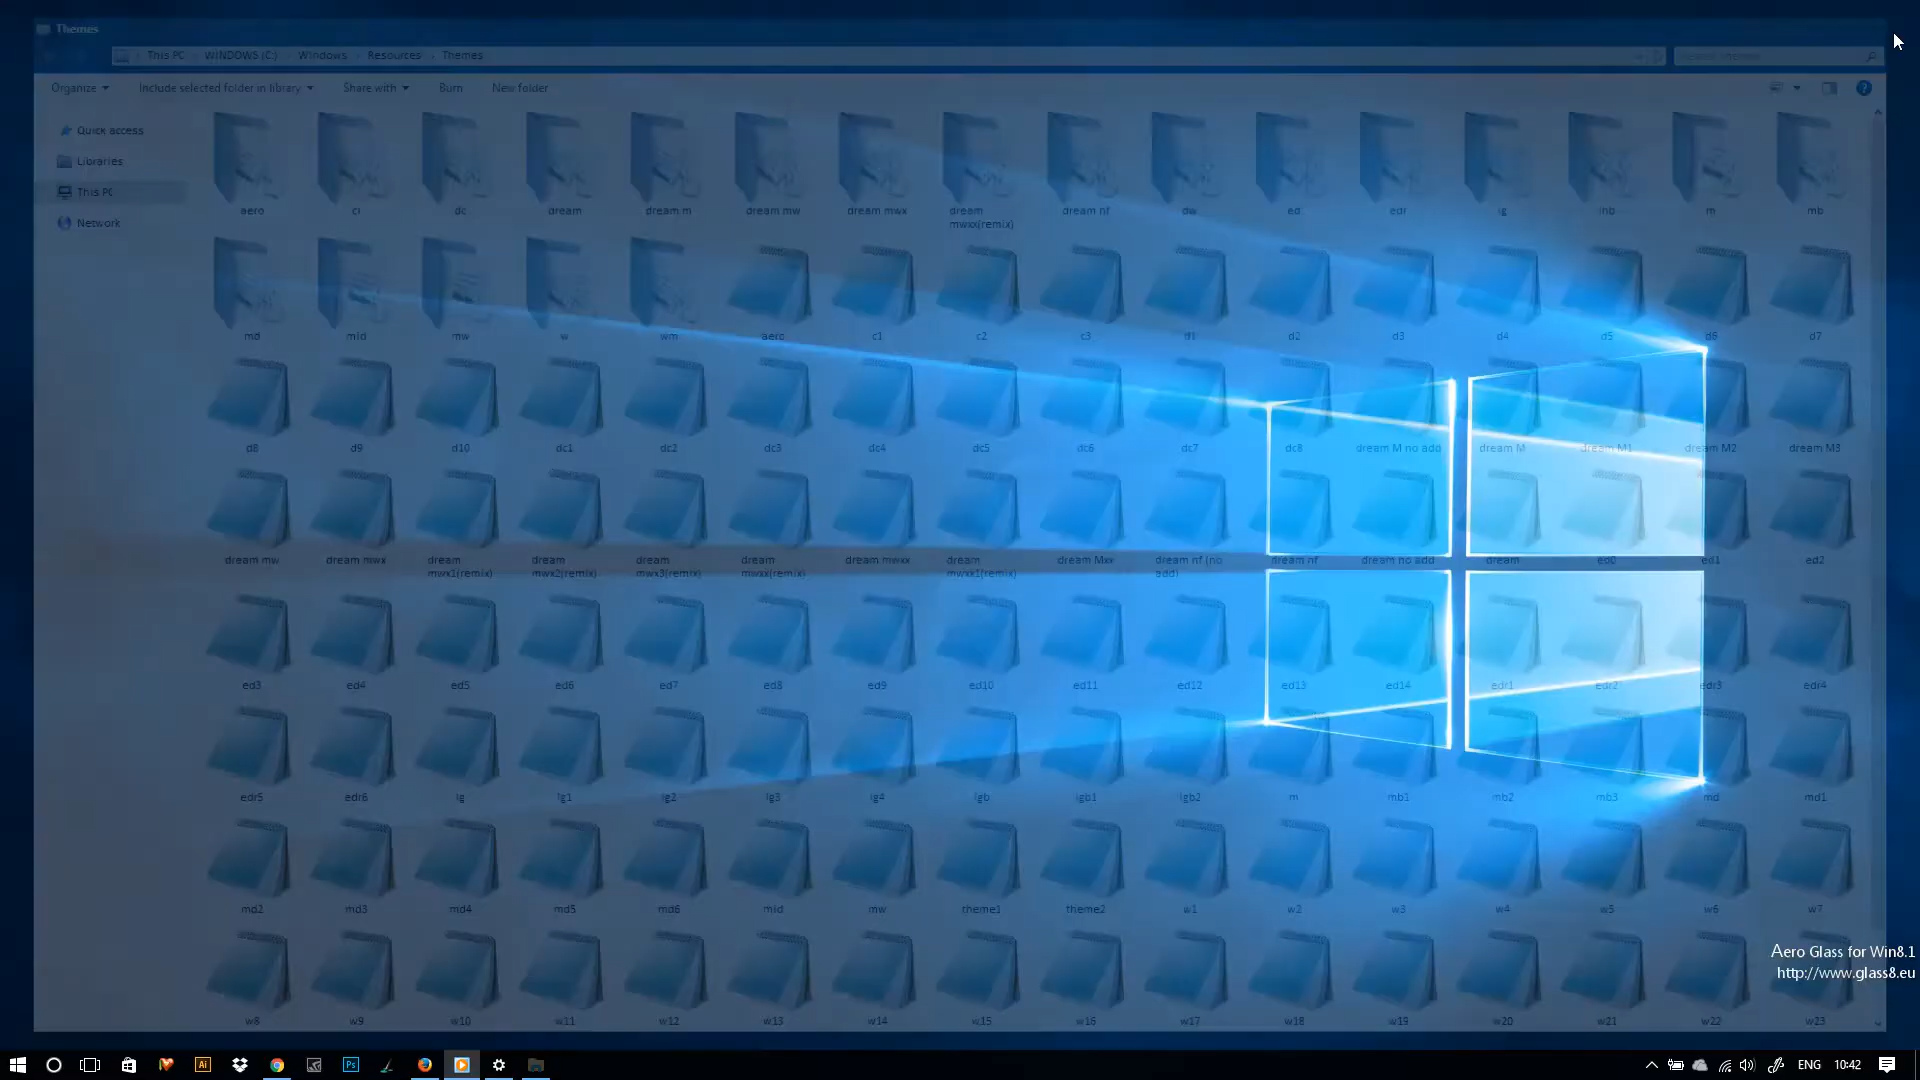 Themes
This PC WINDOWS (C:) Windows Resources Themes
Organize Include selected folder in library Share with Burn New folder
Quick access
Libraries
This PC
Network
aero c1 dc dream dream m dream mw dream mwx dream mwxx(remix) dream nf dw ed edr lg lnb m mb
md mid mw w wm aero c1 c2 c3 d1 d2 d3 d4 d5 d6 d7
d8 d9 d10 dc1 dc2 dc3 dc4 dc5 dc6 dc7 dc8 dream M no add dream M dream M1 dream M2 dream M3
dream mw dream mwx dream mwx1(remix) dream mwx2(remix) dream mwx3(remix) dream mwxx(remix) dream mwxx dream mwxx1(remix) dream Mxx dream nf (no add) dream nf dream no add dream ed0 ed1 ed2
ed3 ed4 ed5 ed6 ed7 ed8 ed9 ed10 ed11 ed12 ed13 ed14 edr1 edr2 edr3 edr4
edr5 edr6 lg lg1 lg2 lg3 lg4 lgb lgb1 lgb2 m mb1 mb2 mb3 md md1
md2 md3 md4 md5 md6 mid mw theme1 theme2 w1 w2 w3 w4 w5 w6 w7
Aero Glass for Win8.1
http://www.glass8.eu
w8 w9 w10 w11 w12 w13 w14 w15 w16 w17 w18 w19 w20 w21 w22 w23
Ai Ps ENG 10:42